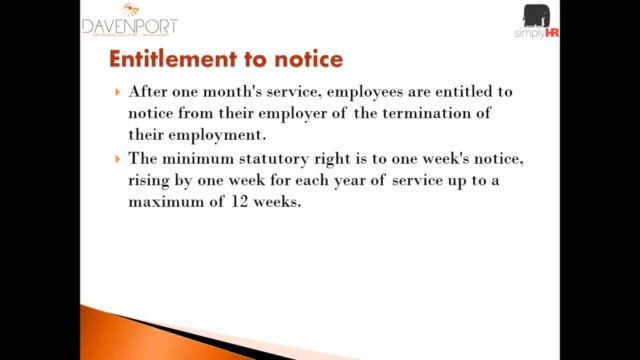 DAVENPORT
simplyHR
Entitlement to notice
After one month's service, employees are entitled to
notice from their employer of the termination of
their employment.
The minimum statutory right is to one week's notice,
rising by one week for each year of service up to a
maximum of 12 weeks.